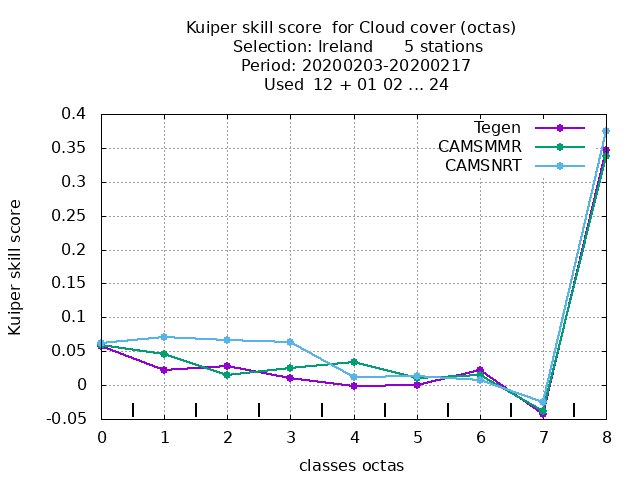 Kuiper skill score  for Cloud cover (octas)
Selection: Ireland      5 stations
Period: 20200203-20200217
Used  12 + 01 02 ... 24
Tegen
CAMSMMR
CAMSNRT
Kuiper skill score
0.4
0.35
0.3
0.25
0.2
0.15
0.1
0.05
0
-0.05
0 1 2 3 4 5 6 7 8
classes octas